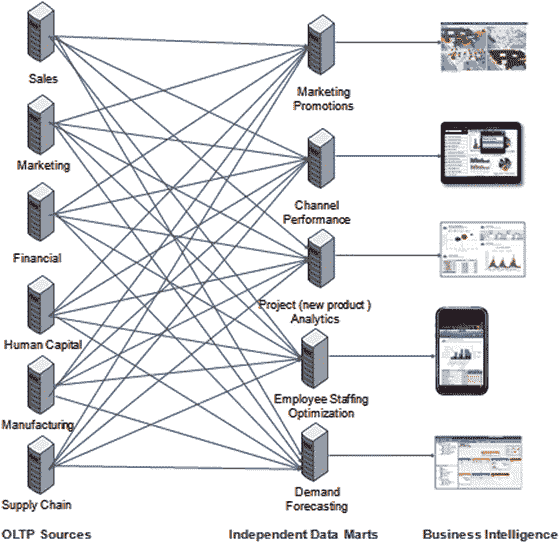 Sales
Marketing
Financial
Human Capital
Manufacturing
Supply Chain
OLTP Sources
Marketing
Promotions
Channel
Performance
Project (new product )
Analytics
Employee Staffing
Optimization
Demand
Forecasting
Independent Data Marts
Business Intelligence